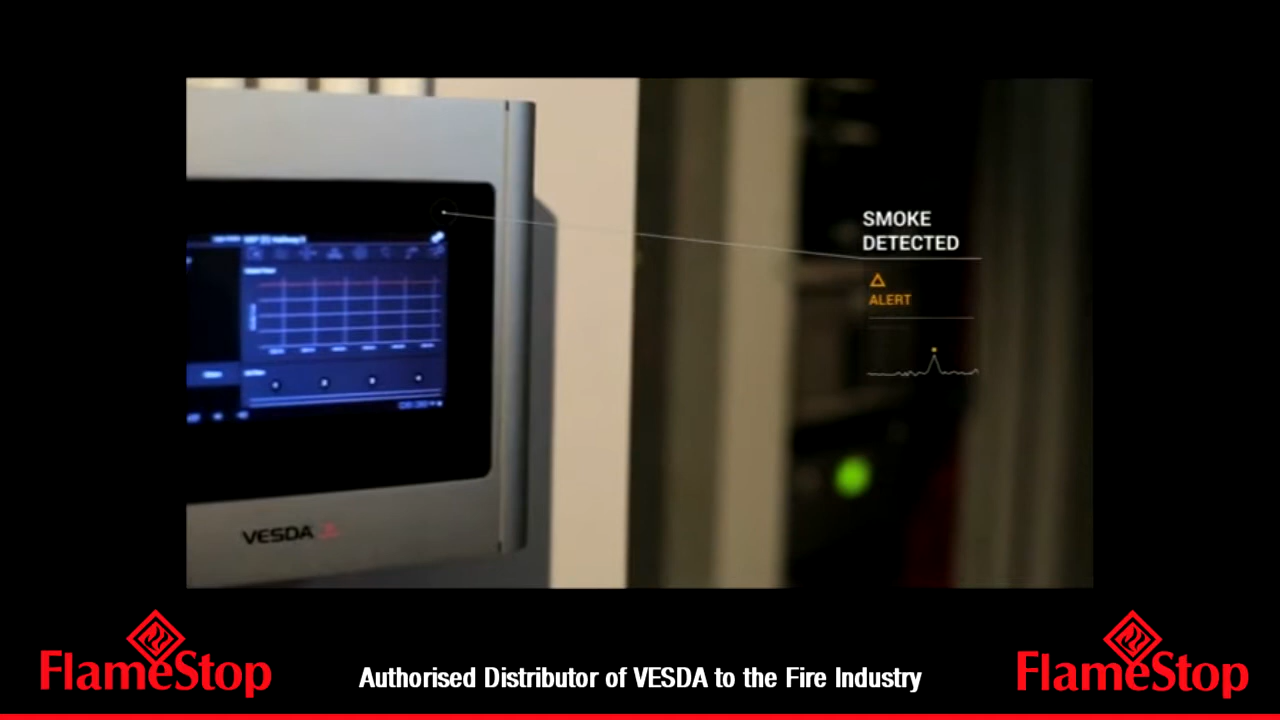 SMOKE
DETECTED
ALERT
VESDA
FlameStop
Authorised Distributor of VESDA to the Fire Industry
FlameStop